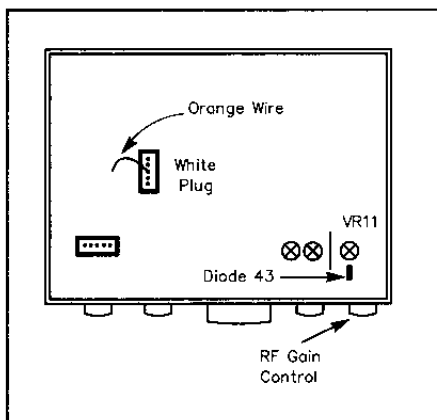 Orange Wire
White
Plug
VR11
Diode 43
RF Gain
Control